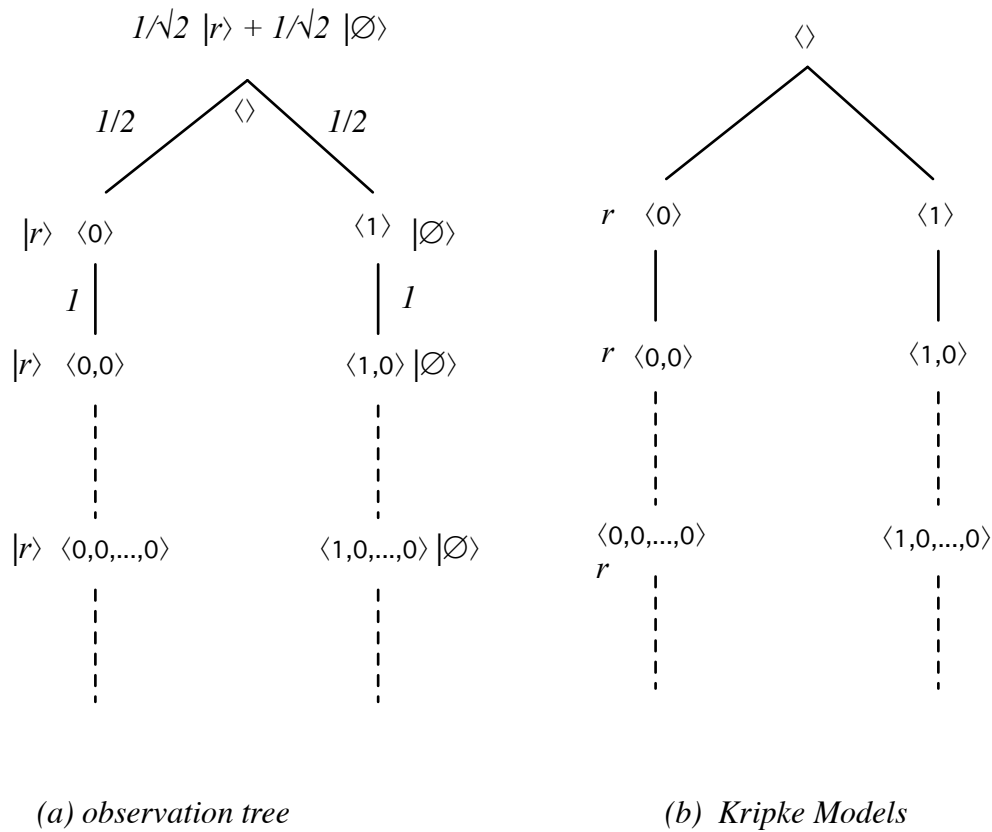 1/√2 |r⟩ + 1/√2 |∅⟩
⟨⟩
1/2
1/2
|r⟩ ⟨0⟩
⟨1⟩ |∅⟩
1
1
|r⟩ ⟨0,0⟩
⟨1,0⟩ |∅⟩
|r⟩ ⟨0,0,...,0⟩
⟨1,0,...,0⟩ |∅⟩
(a) observation tree
⟨⟩
r ⟨0⟩
⟨1⟩
r ⟨0,0⟩
⟨1,0⟩
⟨0,0,...,0⟩
r
⟨1,0,...,0⟩
(b) Kripke Models